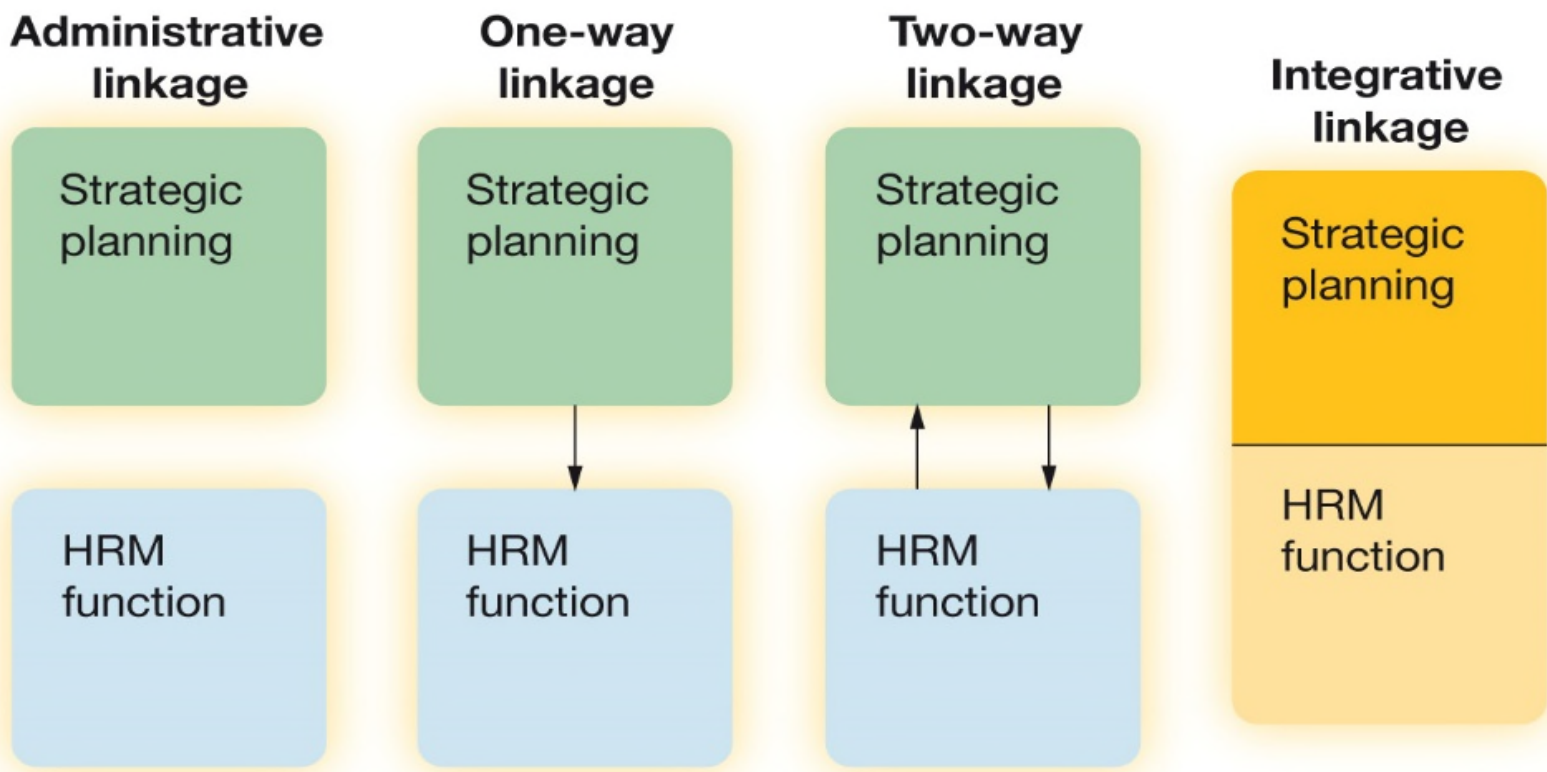 Administrative
linkage
Strategic
planning
HRM
function
One-way
linkage
Strategic
planning
HRM
function
Two-way
linkage
Strategic
planning
HRM
function
Integrative
linkage
Strategic
planning
HRM
function